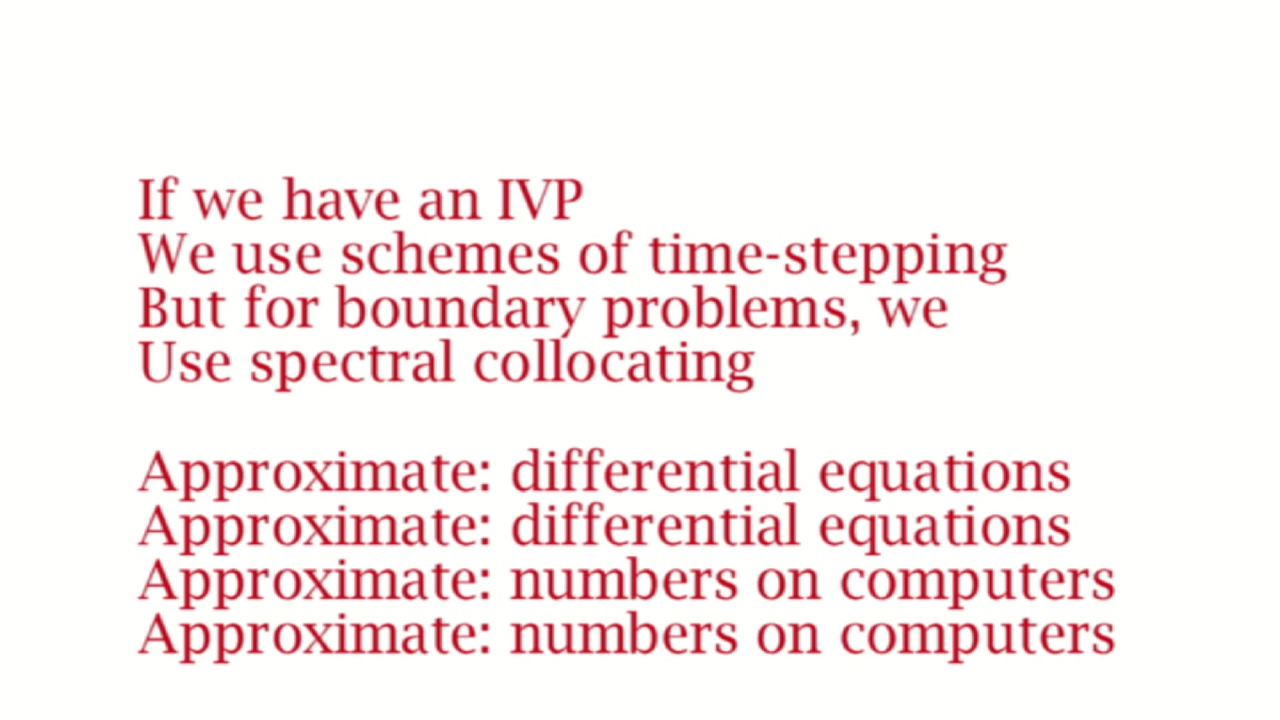 If we have an IVP
We use schemes of time-stepping
But for boundary problems, we
Use spectral collocating
Approximate: differential equations
Approximate: differential equations
Approximate: numbers on computers
Approximate: numbers on computers